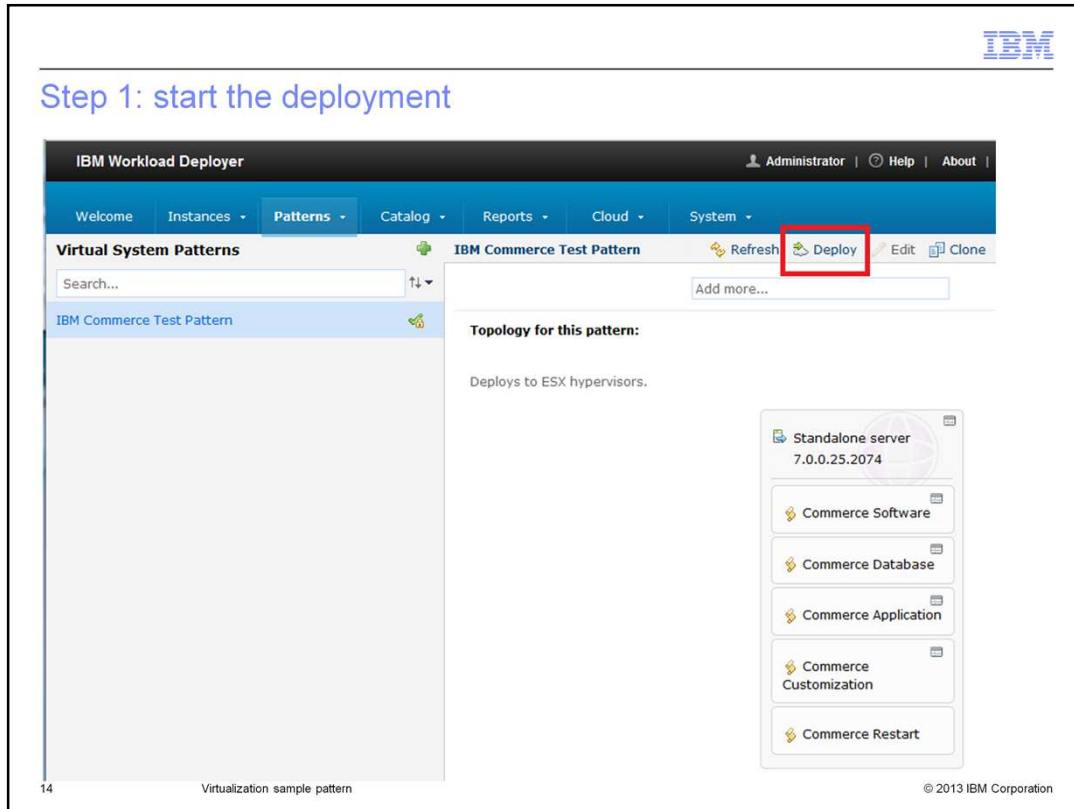 IBM
Step 1: start the deployment
IBM Workload Deployer
Administrator | Help | About |
Welcome Instances Patterns Catalog Reports Cloud System
Virtual System Patterns
IBM Commerce Test Pattern Refresh Deploy Edit Clone
Search...
Add more...
IBM Commerce Test Pattern
Topology for this pattern:
Deploys to ESX hypervisors.
Standalone server
7.0.0.25.2074
Commerce Software
Commerce Database
Commerce Application
Commerce
Customization
Commerce Restart
14 Virtualization sample pattern © 2013 IBM Corporation